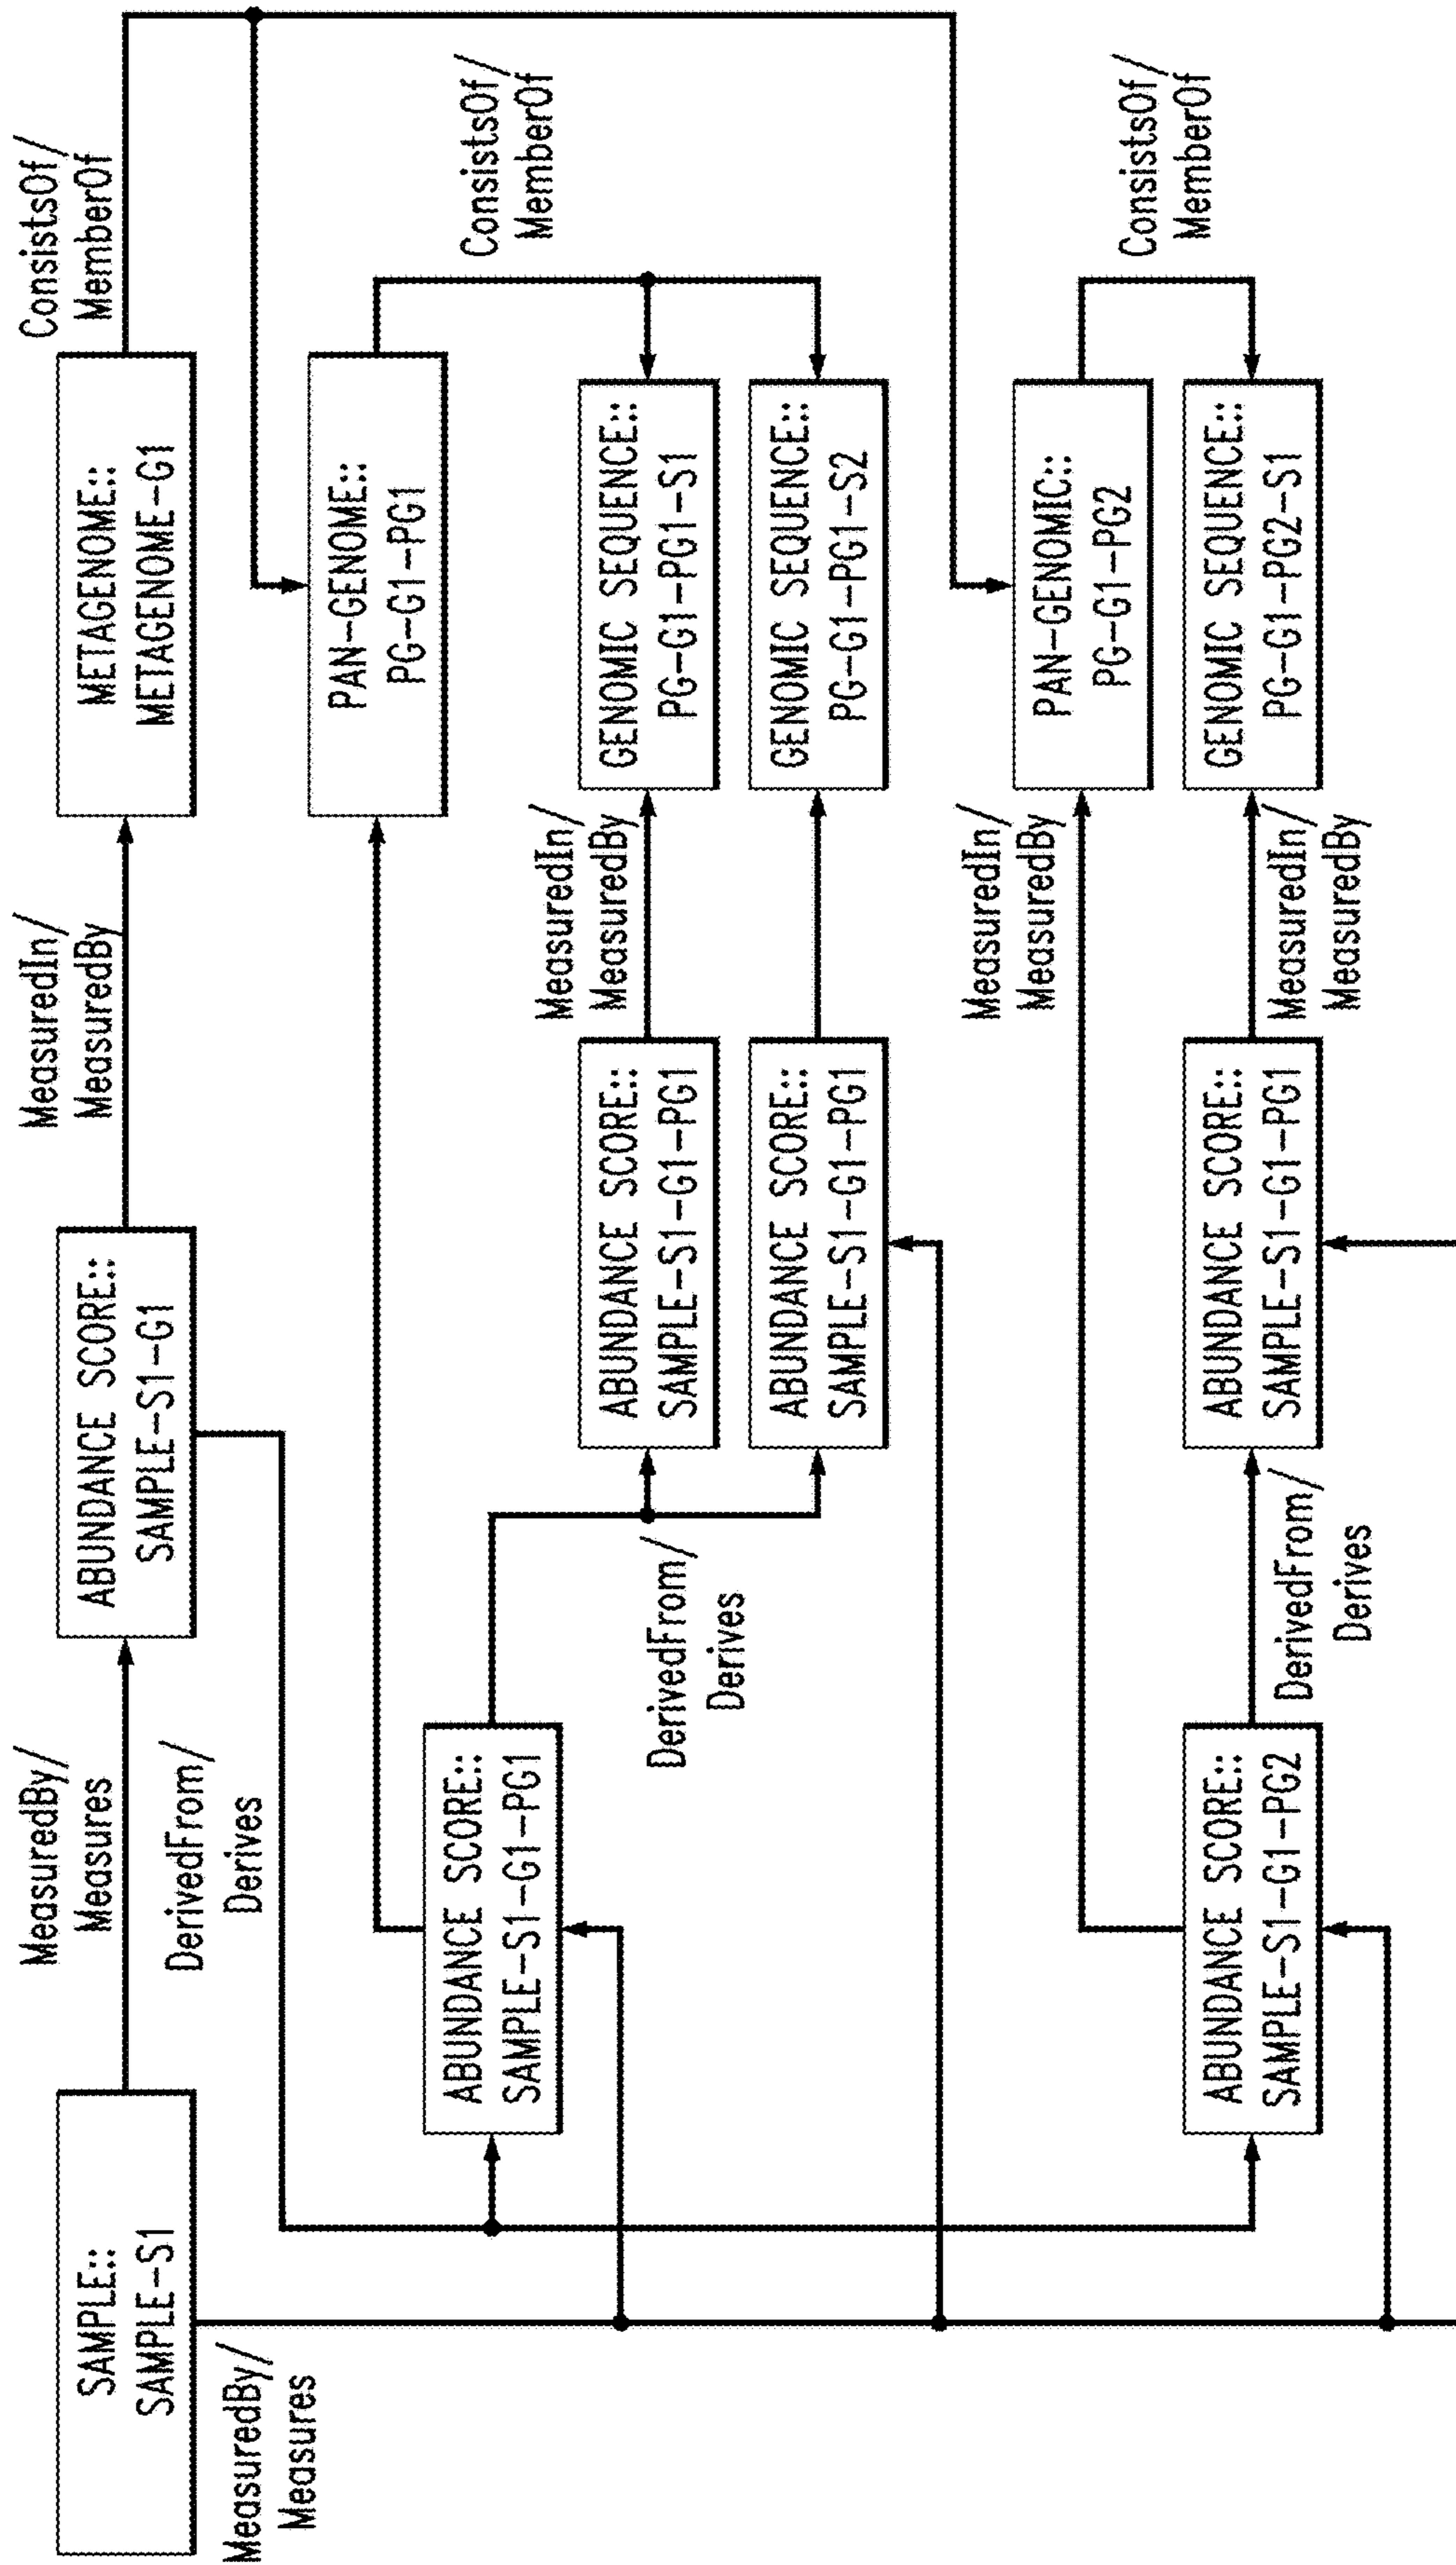 SAMPLE::
SAMPLE-S1
MeasuredBy/
Measures
ABUNDANCE SCORE::
SAMPLE-S1-G1
MeasuredIn/
MeasuredBy
METAGENOME::
METAGENOME-G1
ConsistsOf/
MemberOf
MeasuredBy/
Measures
DerivedFrom/
Derives
PAN-GENOME::
PG-G1-PG1
ABUNDANCE SCORE::
SAMPLE-S1-G1-PG1
ConsistsOf/
MemberOf
DerivedFrom/
Derives
ABUNDANCE SCORE::
SAMPLE-S1-G1-PG1
MeasuredIn/
MeasuredBy
GENOMIC SEQUENCE::
PG-G1-PG1-S1
ABUNDANCE SCORE::
SAMPLE-S1-G1-PG1
GENOMIC SEQUENCE::
PG-G1-PG1-S2
MeasuredIn/
MeasuredBy
PAN-GENOMIC::
PG-G1-PG2
ConsistsOf/
MemberOf
ABUNDANCE SCORE::
SAMPLE-S1-G1-PG2
DerivedFrom/
Derives
ABUNDANCE SCORE::
SAMPLE-S1-G1-PG1
MeasuredIn/
MeasuredBy
GENOMIC SEQUENCE::
PG-G1-PG2-S1